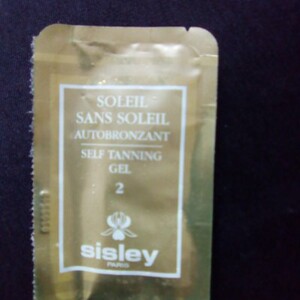 SOLEIL
SANS SOLEIL
AUTOBRONZANT
SELF TANNING
GEL
2
sisley
PARIS